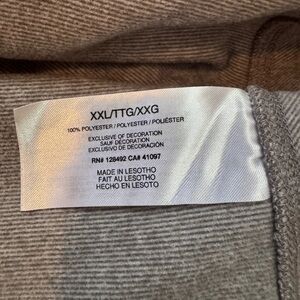 XXL/TTG/XXG
100% POLYESTER / POLYESTER / POLIÉSTER
EXCLUSIVE OF DECORATION
SAUF DÉCORATION
EXCLUSIVO DE DECORACIÓN
RN# 128492 CA# 41097
MADE IN LESOTHO
FAIT AU LESOTHO
HECHO EN LESOTO